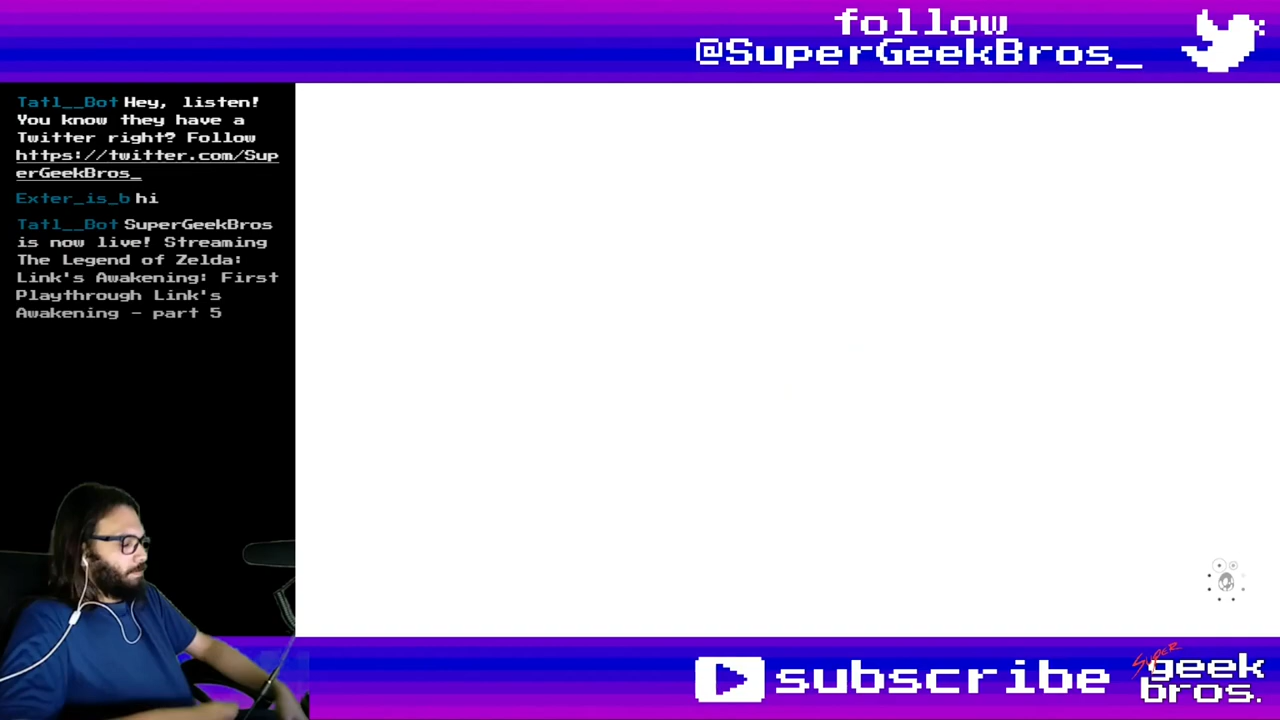 follow
@SuperGeekBros_
Tatl__Bot Hey, listen!
You know they have a
Twitter right? Follow
https://twitter.com/Sup
erGeekBros_
Exter_is_b hi
Tatl__Bot SuperGeekBros
is now live! Streaming
The Legend of Zelda:
Link's Awakening: First
Playthrough Link's
Awakening - part 5
subscribe
SUPER
geek
bros.